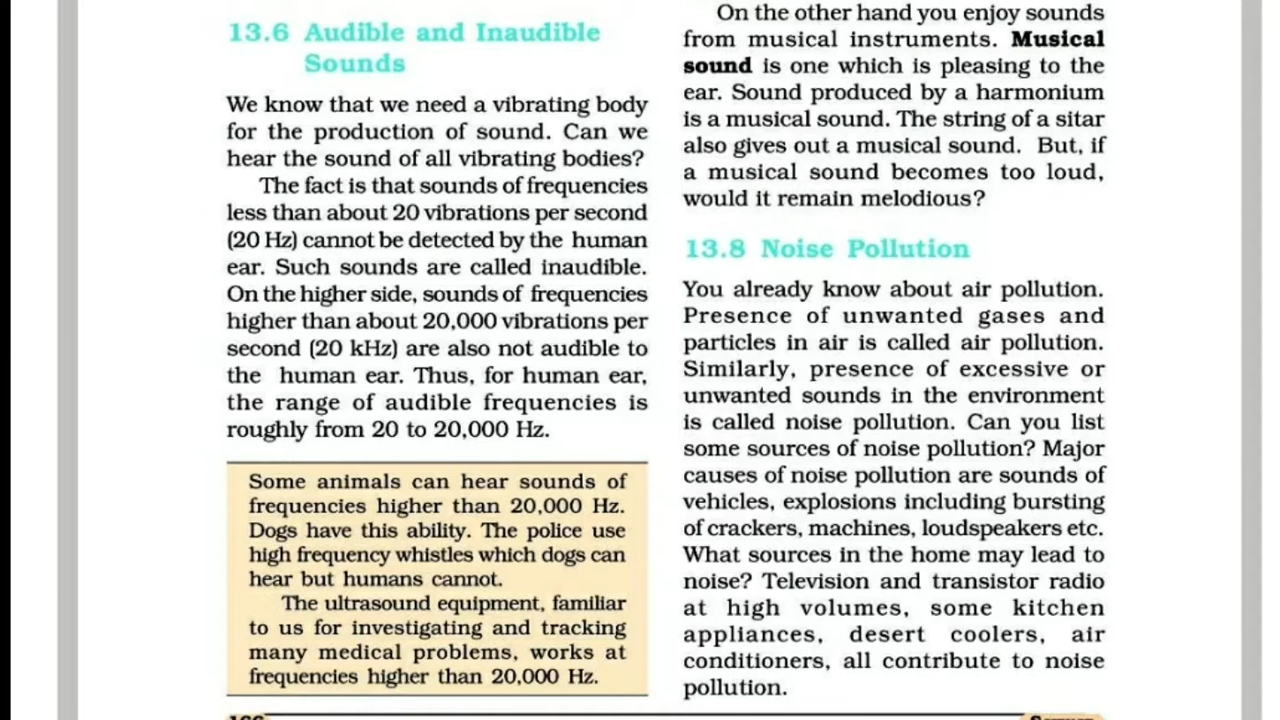 13.6 Audible and Inaudible
Sounds
We know that we need a vibrating body
for the production of sound. Can we
hear the sound of all vibrating bodies?
The fact is that sounds of frequencies
less than about 20 vibrations per second
(20 Hz) cannot be detected by the human
ear. Such sounds are called inaudible.
On the higher side, sounds of frequencies
higher than about 20,000 vibrations per
second (20 kHz) are also not audible to
the human ear. Thus, for human ear,
the range of audible frequencies is
roughly from 20 to 20,000 Hz.
Some animals can hear sounds of
frequencies higher than 20,000 Hz.
Dogs have this ability. The police use
high frequency whistles which dogs can
hear but humans cannot.
The ultrasound equipment, familiar
to us for investigating and tracking
many medical problems, works at
frequencies higher than 20,000 Hz.
On the other hand you enjoy sounds
from musical instruments. Musical
sound is one which is pleasing to the
ear. Sound produced by a harmonium
is a musical sound. The string of a sitar
also gives out a musical sound. But, if
a musical sound becomes too loud,
would it remain melodious?
13.8 Noise Pollution
You already know about air pollution.
Presence of unwanted gases and
particles in air is called air pollution.
Similarly, presence of excessive or
unwanted sounds in the environment
is called noise pollution. Can you list
some sources of noise pollution? Major
causes of noise pollution are sounds of
vehicles, explosions including bursting
of crackers, machines, loudspeakers etc.
What sources in the home may lead to
noise? Television and transistor radio
at high volumes, some kitchen
appliances, desert coolers, air
conditioners, all contribute to noise
pollution.